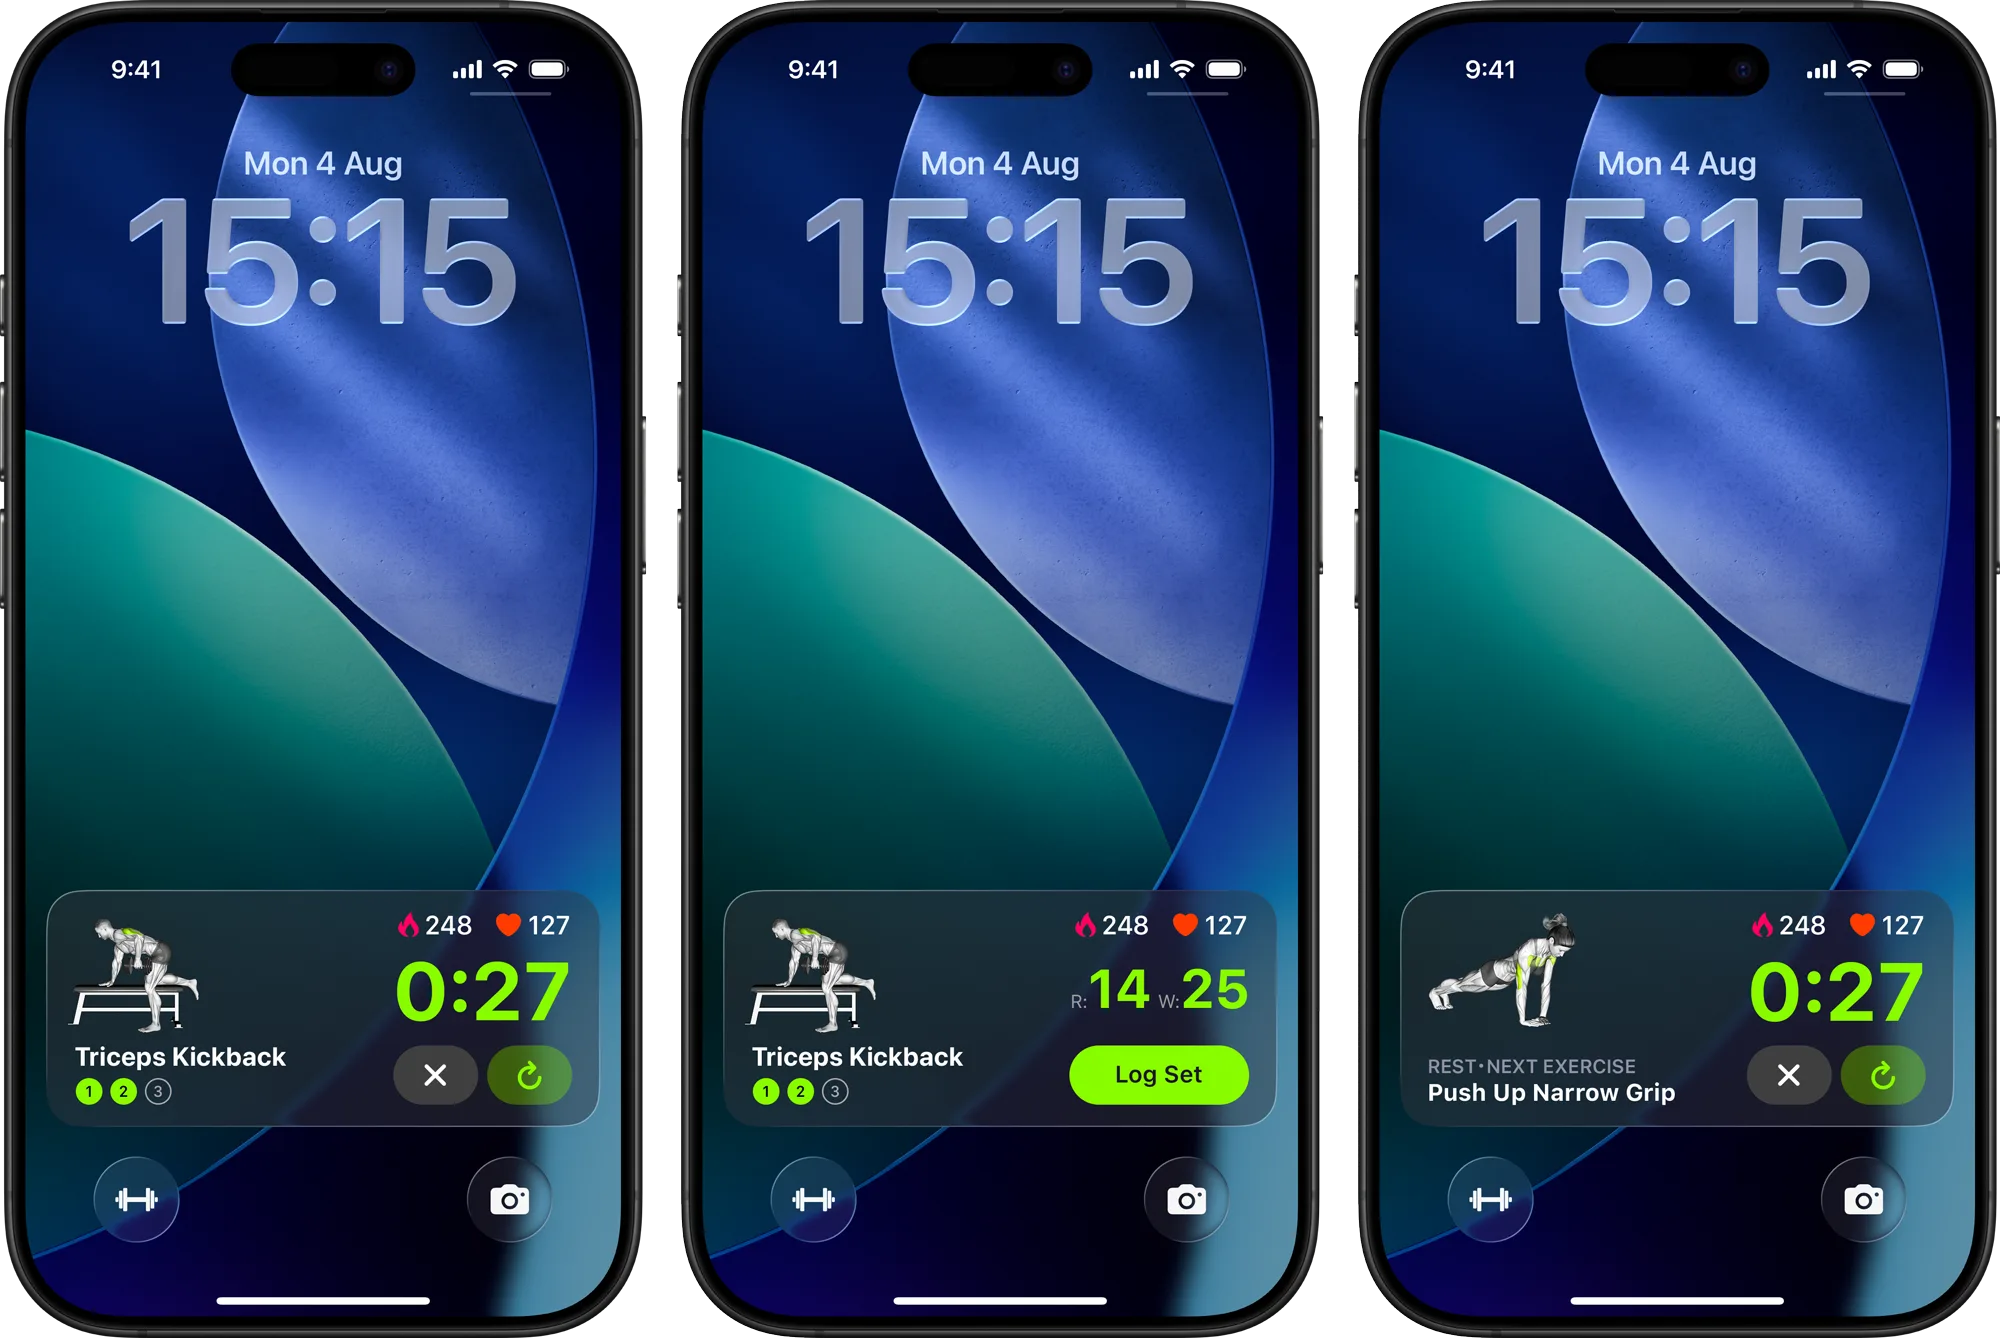 9:41
Mon 4 Aug
15:15
248 127
0:27
Triceps Kickback
1 2 3
9:41
Mon 4 Aug
15:15
248 127
R: 14 W: 25
Triceps Kickback
1 2 3
Log Set
9:41
Mon 4 Aug
15:15
248 127
0:27
REST·NEXT EXERCISE
Push Up Narrow Grip